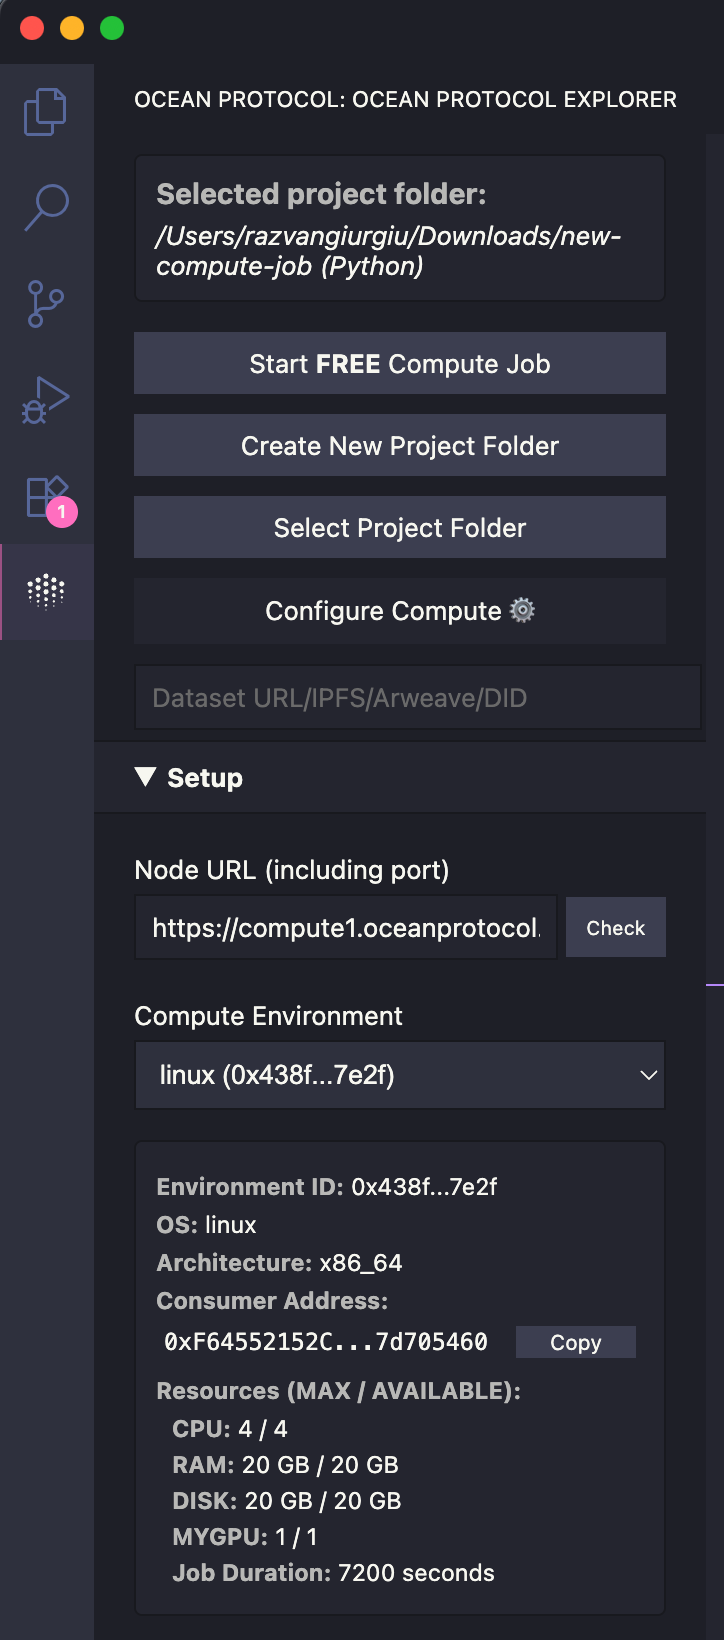 OCEAN PROTOCOL: OCEAN PROTOCOL EXPLORER
Selected project folder:
/Users/razvangiurgiu/Downloads/new-
compute-job (Python)
Start FREE Compute Job
Create New Project Folder
Select Project Folder
1
Configure Compute ⚙️
Dataset URL/IPFS/Arweave/DID
▼ Setup
Node URL (including port)
https://compute1.oceanprotocol.
Check
Compute Environment
linux (0x438f...7e2f)
Environment ID: 0x438f...7e2f
OS: linux
Architecture: x86_64
Consumer Address:
0xF64552152C...7d705460 Copy
Resources (MAX / AVAILABLE):
CPU: 4 / 4
RAM: 20 GB / 20 GB
DISK: 20 GB / 20 GB
MYGPU: 1 / 1
Job Duration: 7200 seconds